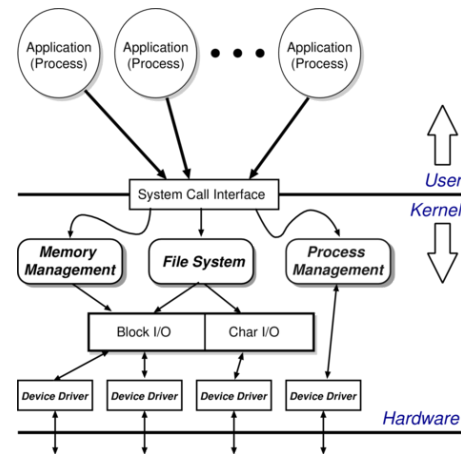 Application
(Process)
Application
(Process)
Application
(Process)
System Call Interface
User
Kernel
Memory
Management
File System
Process
Management
Block I/O
Char I/O
Device Driver
Device Driver
Device Driver
Device Driver
Hardware